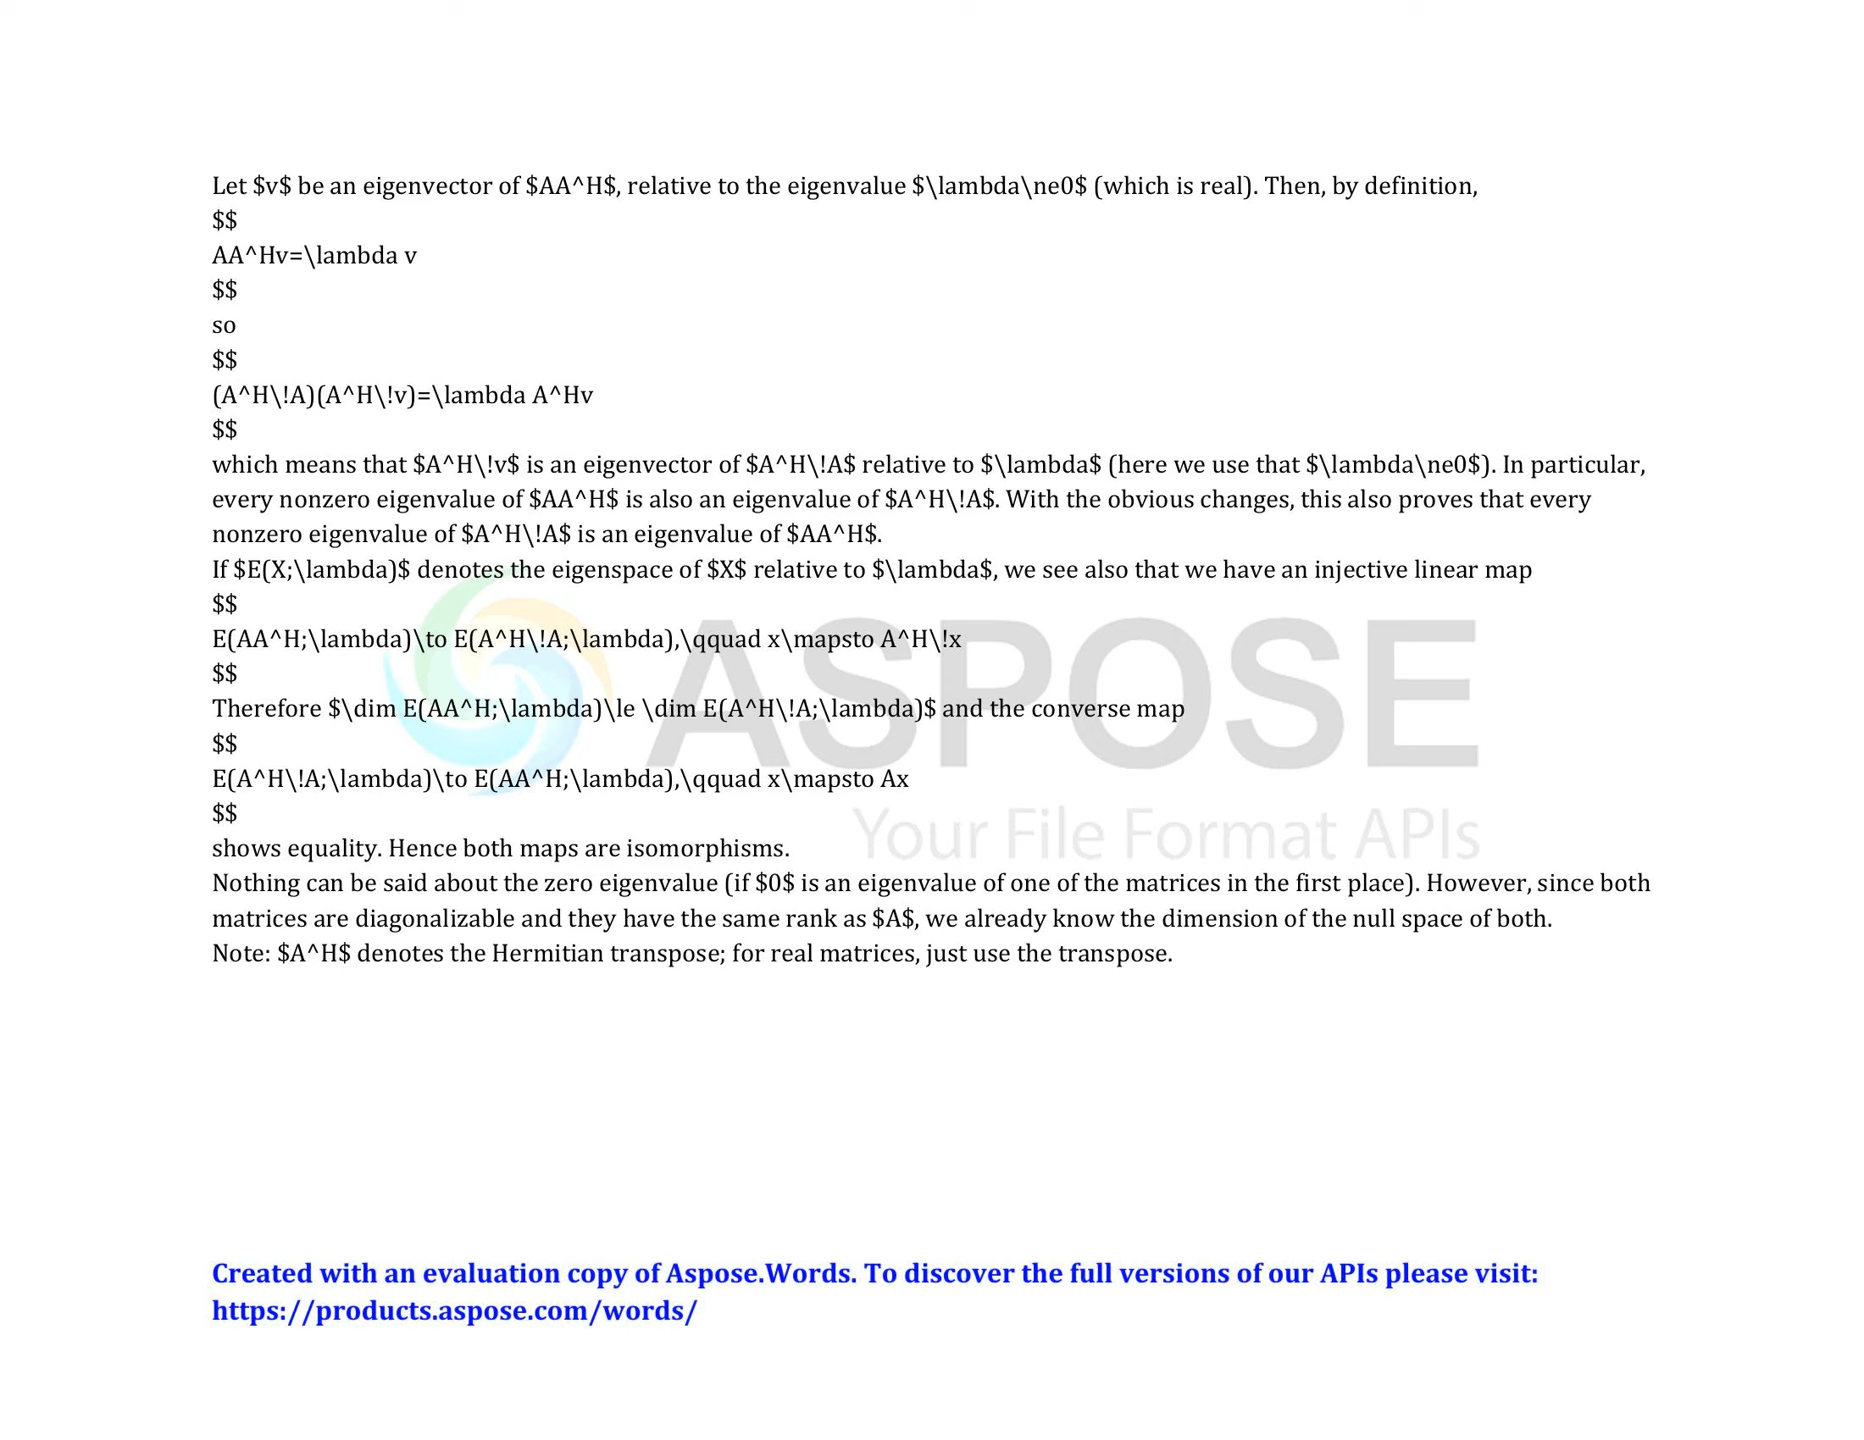 Let $v$ be an eigenvector of $AA^H$, relative to the eigenvalue $\lambda\ne0$ (which is real). Then, by definition,
$$
AA^Hv=\lambda v
$$
so
$$
(A^H\!A)(A^H\!v)=\lambda A^Hv
$$
which means that $A^H\!v$ is an eigenvector of $A^H\!A$ relative to $\lambda$ (here we use that $\lambda\ne0$). In particular,
every nonzero eigenvalue of $AA^H$ is also an eigenvalue of $A^H\!A$. With the obvious changes, this also proves that every
nonzero eigenvalue of $A^H\!A$ is an eigenvalue of $AA^H$.
If $E(X;\lambda)$ denotes the eigenspace of $X$ relative to $\lambda$, we see also that we have an injective linear map
$$
E(AA^H;\lambda)\to E(A^H\!A;\lambda),\qquad x\mapsto A^H\!x
$$
ASPOSE
Therefore $\dim E(AA^H;\lambda)\le \dim E(A^H\!A;\lambda)$ and the converse map
$$
E(A^H\!A;\lambda)\to E(AA^H;\lambda),\qquad x\mapsto Ax
$$
Your File Format APIs
shows equality. Hence both maps are isomorphisms.
Nothing can be said about the zero eigenvalue (if $0$ is an eigenvalue of one of the matrices in the first place). However, since both
matrices are diagonalizable and they have the same rank as $A$, we already know the dimension of the null space of both.
Note: $A^H$ denotes the Hermitian transpose; for real matrices, just use the transpose.
Created with an evaluation copy of Aspose.Words. To discover the full versions of our APIs please visit:
https://products.aspose.com/words/